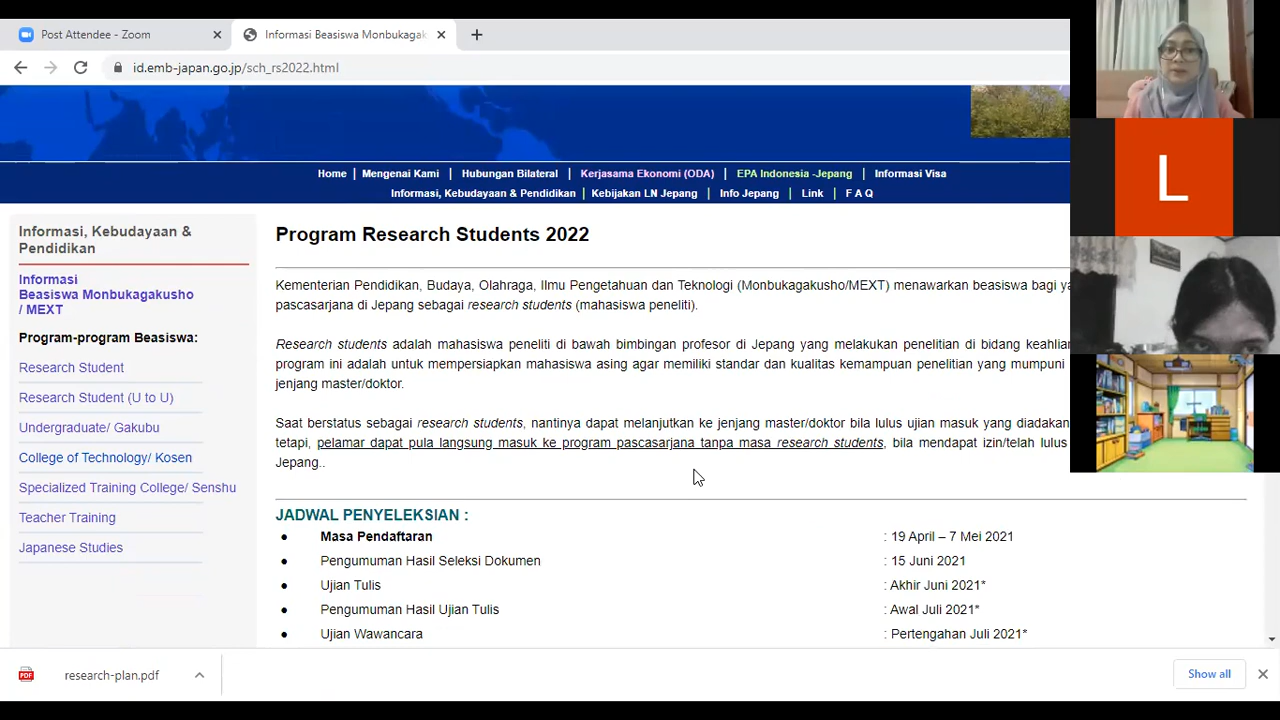 Post Attendee - Zoom
Informasi Beasiswa Monbukagak
id.emb-japan.go.jp/sch_rs2022.html
Home | Mengenai Kami | Hubungan Bilateral | Kerjasama Ekonomi (ODA) | EPA Indonesia -Jepang | Informasi Visa
Informasi, Kebudayaan & Pendidikan | Kebijakan LN Jepang | Info Jepang | Link | F A Q
Informasi, Kebudayaan &
Pendidikan
Informasi
Beasiswa Monbukagakusho
/ MEXT
Program-program Beasiswa:
Research Student
Research Student (U to U)
Undergraduate/ Gakubu
College of Technology/ Kosen
Specialized Training College/ Senshu
Teacher Training
Japanese Studies
Program Research Students 2022
Kementerian Pendidikan, Budaya, Olahraga, Ilmu Pengetahuan dan Teknologi (Monbukagakusho/MEXT) menawarkan beasiswa bagi ya
pascasarjana di Jepang sebagai research students (mahasiswa peneliti).
Research students adalah mahasiswa peneliti di bawah bimbingan profesor di Jepang yang melakukan penelitian di bidang keahlian
program ini adalah untuk mempersiapkan mahasiswa asing agar memiliki standar dan kualitas kemampuan penelitian yang mumpuni
jenjang master/doktor.
Saat berstatus sebagai research students, nantinya dapat melanjutkan ke jenjang master/doktor bila lulus ujian masuk yang diadakan
tetapi, pelamar dapat pula langsung masuk ke program pascasarjana tanpa masa research students, bila mendapat izin/telah lulus
Jepang..
JADWAL PENYELEKSIAN :
● Masa Pendaftaran : 19 April – 7 Mei 2021
● Pengumuman Hasil Seleksi Dokumen : 15 Juni 2021
● Ujian Tulis : Akhir Juni 2021*
● Pengumuman Hasil Ujian Tulis : Awal Juli 2021*
● Ujian Wawancara : Pertengahan Juli 2021*
L
PDF
research-plan.pdf
Show all